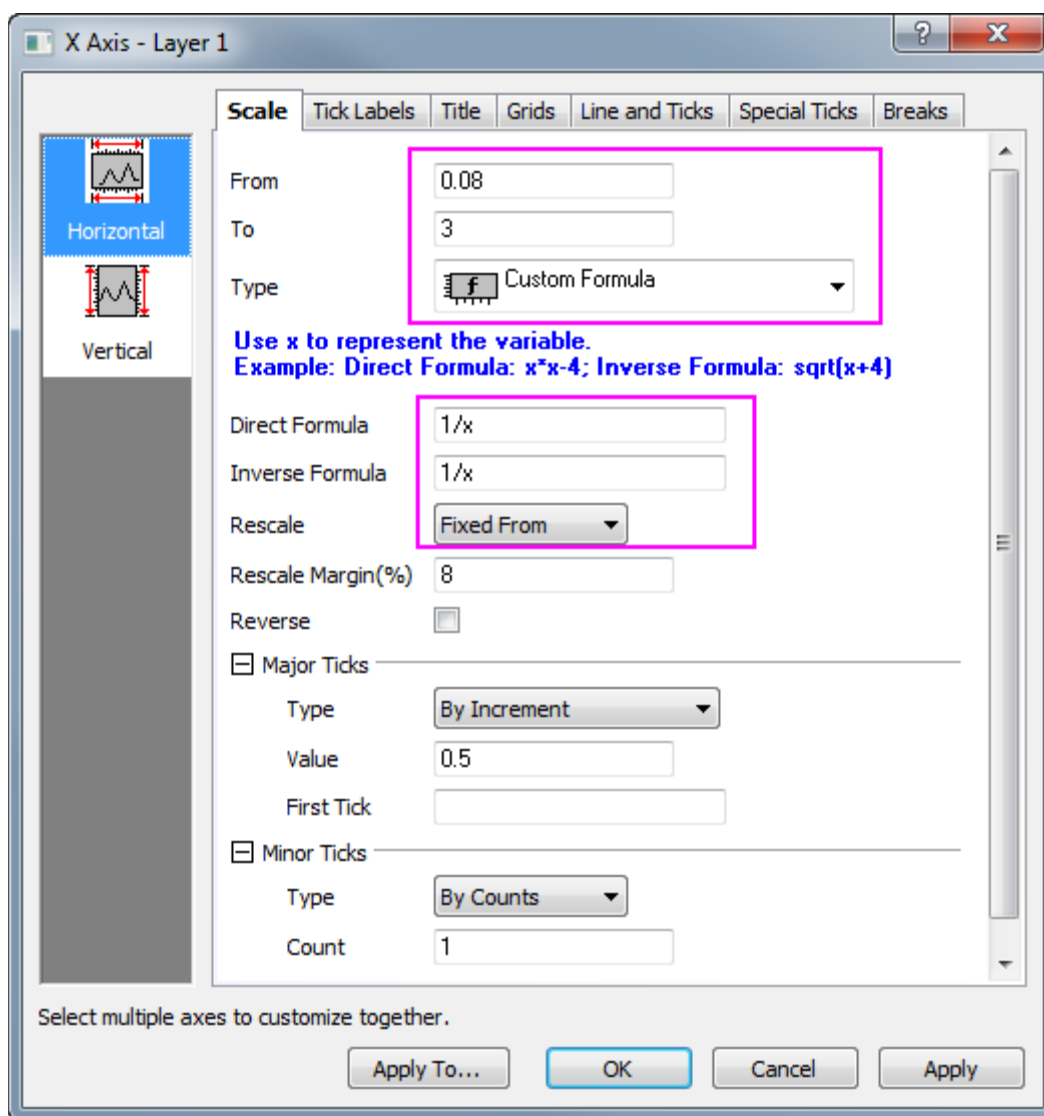 X Axis - Layer 1
Scale Tick Labels Title Grids Line and Ticks Special Ticks Breaks
Horizontal
Vertical
From 0.08
To 3
Type f Custom Formula
Use x to represent the variable.
Example: Direct Formula: x*x-4; Inverse Formula: sqrt(x+4)
Direct Formula 1/x
Inverse Formula 1/x
Rescale Fixed From
Rescale Margin(%) 8
Reverse
Major Ticks
Type By Increment
Value 0.5
First Tick
Minor Ticks
Type By Counts
Count 1
Select multiple axes to customize together.
Apply To... OK Cancel Apply